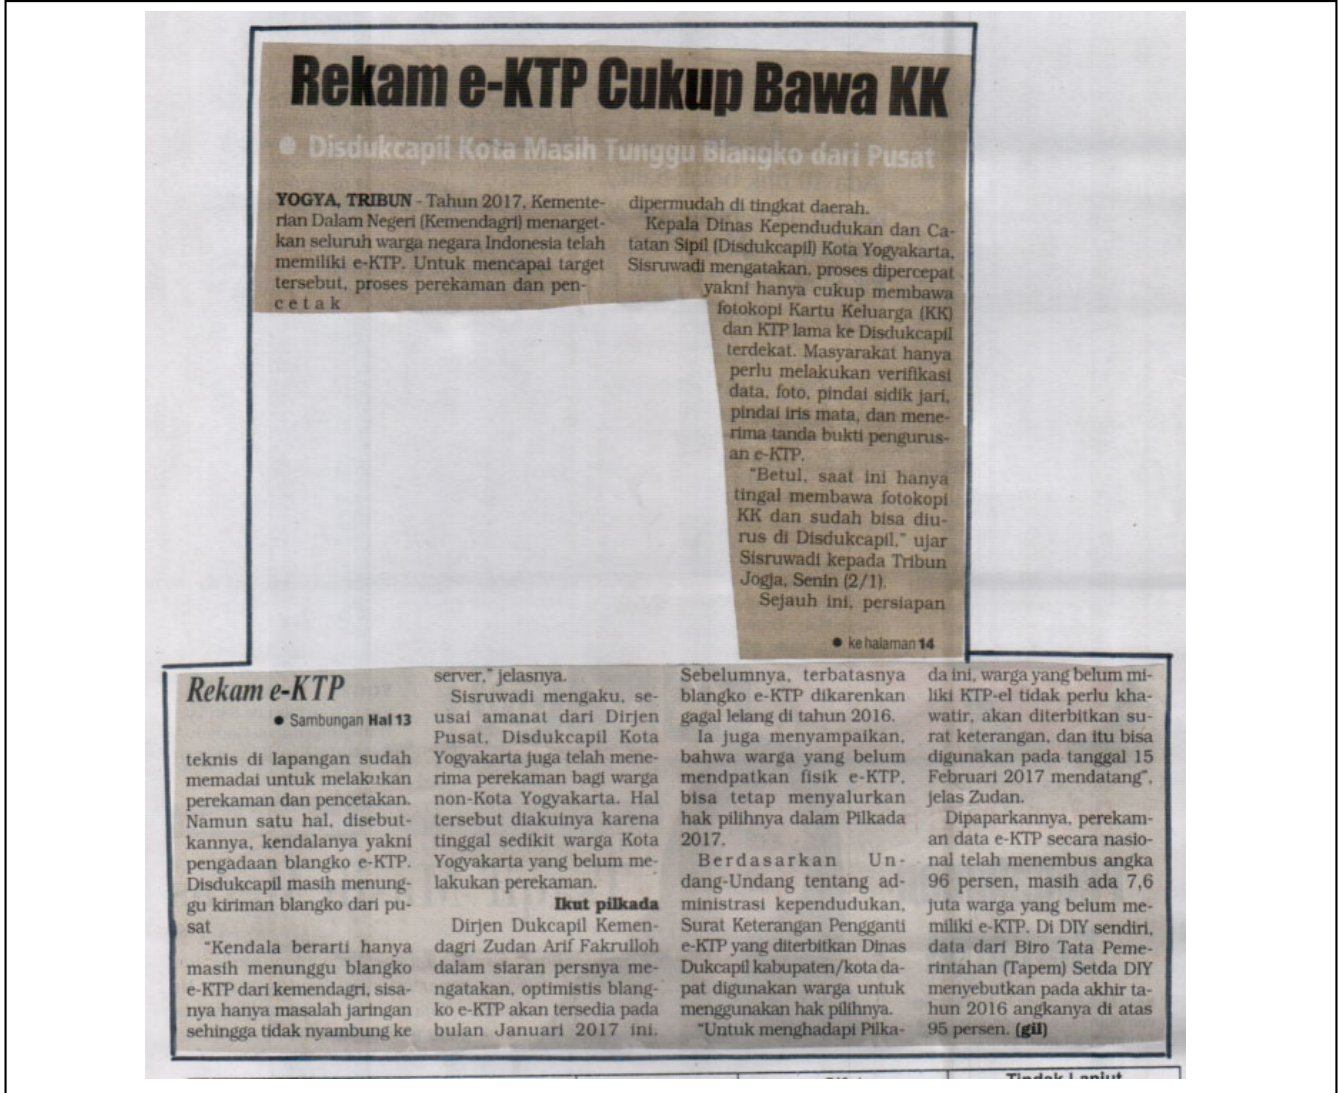 Rekam e-KTP Cukup Bawa KK
● Disdukcapil Kota Masih Tunggu Blangko dari Pusat
YOGYA, TRIBUN - Tahun 2017, Kemente-
rian Dalam Negeri (Kemendagri) menarget-
kan seluruh warga negara Indonesia telah
memiliki e-KTP. Untuk mencapai target
tersebut, proses perekaman dan pen-
cetak
dipermudah di tingkat daerah.
Kepala Dinas Kependudukan dan Ca-
tatan Sipil (Disdukcapil) Kota Yogyakarta,
Sisruwadi mengatakan, proses dipercepat
yakni hanya cukup membawa
fotokopi Kartu Keluarga (KK)
dan KTP lama ke Disdukcapil
terdekat. Masyarakat hanya
perlu melakukan verifikasi
data, foto, pindai sidik jari,
pindai iris mata, dan mene-
rima tanda bukti pengurus-
an e-KTP.
"Betul, saat ini hanya
tingal membawa fotokopi
KK dan sudah bisa diu-
rus di Disdukcapil," ujar
Sisruwadi kepada Tribun
Jogja, Senin (2/1).
Sejauh ini, persiapan
● ke halaman 14
Rekam e-KTP
● Sambungan Hal 13
teknis di lapangan sudah
memadai untuk melakukan
perekaman dan pencetakan.
Namun satu hal, disebut-
kannya, kendalanya yakni
pengadaan blangko e-KTP.
Disdukcapil masih menung-
gu kiriman blangko dari pu-
sat
"Kendala berarti hanya
masih menunggu blangko
e-KTP dari kemendagri, sisa-
nya hanya masalah jaringan
sehingga tidak nyambung ke
server," jelasnya.
Sisruwadi mengaku, se-
usai amanat dari Dirjen
Pusat, Disdukcapil Kota
Yogyakarta juga telah mene-
rima perekaman bagi warga
non-Kota Yogyakarta. Hal
tersebut diakuinya karena
tinggal sedikit warga Kota
Yogyakarta yang belum me-
lakukan perekaman.
Ikut pilkada
Dirjen Dukcapil Kemen-
dagri Zudan Arif Fakrulloh
dalam siaran persnya me-
ngatakan, optimistis blang-
ko e-KTP akan tersedia pada
bulan Januari 2017 ini.
Sebelumnya, terbatasnya
blangko e-KTP dikarenkan
gagal lelang di tahun 2016.
Ia juga menyampaikan,
bahwa warga yang belum
mendpatkan fisik e-KTP,
bisa tetap menyalurkan
hak pilihnya dalam Pilkada
2017.
Berdasarkan Un-
dang-Undang tentang ad-
ministrasi kependudukan,
Surat Keterangan Pengganti
e-KTP yang diterbitkan Dinas
Dukcapil kabupaten/kota da-
pat digunakan warga untuk
menggunakan hak pilihnya.
"Untuk menghadapi Pilka-
da ini, warga yang belum mi-
liki KTP-el tidak perlu kha-
watir, akan diterbitkan su-
rat keterangan, dan itu bisa
digunakan pada tanggal 15
Februari 2017 mendatang",
jelas Zudan.
Dipaparkannya, perekam-
an data e-KTP secara nasio-
nal telah menembus angka
96 persen, masih ada 7,6
juta warga yang belum me-
miliki e-KTP. Di DIY sendiri,
data dari Biro Tata Peme-
rintahan (Tapem) Setda DIY
menyebutkan pada akhir ta-
hun 2016 angkanya di atas
95 persen. (gil)
Tindak Lanjut